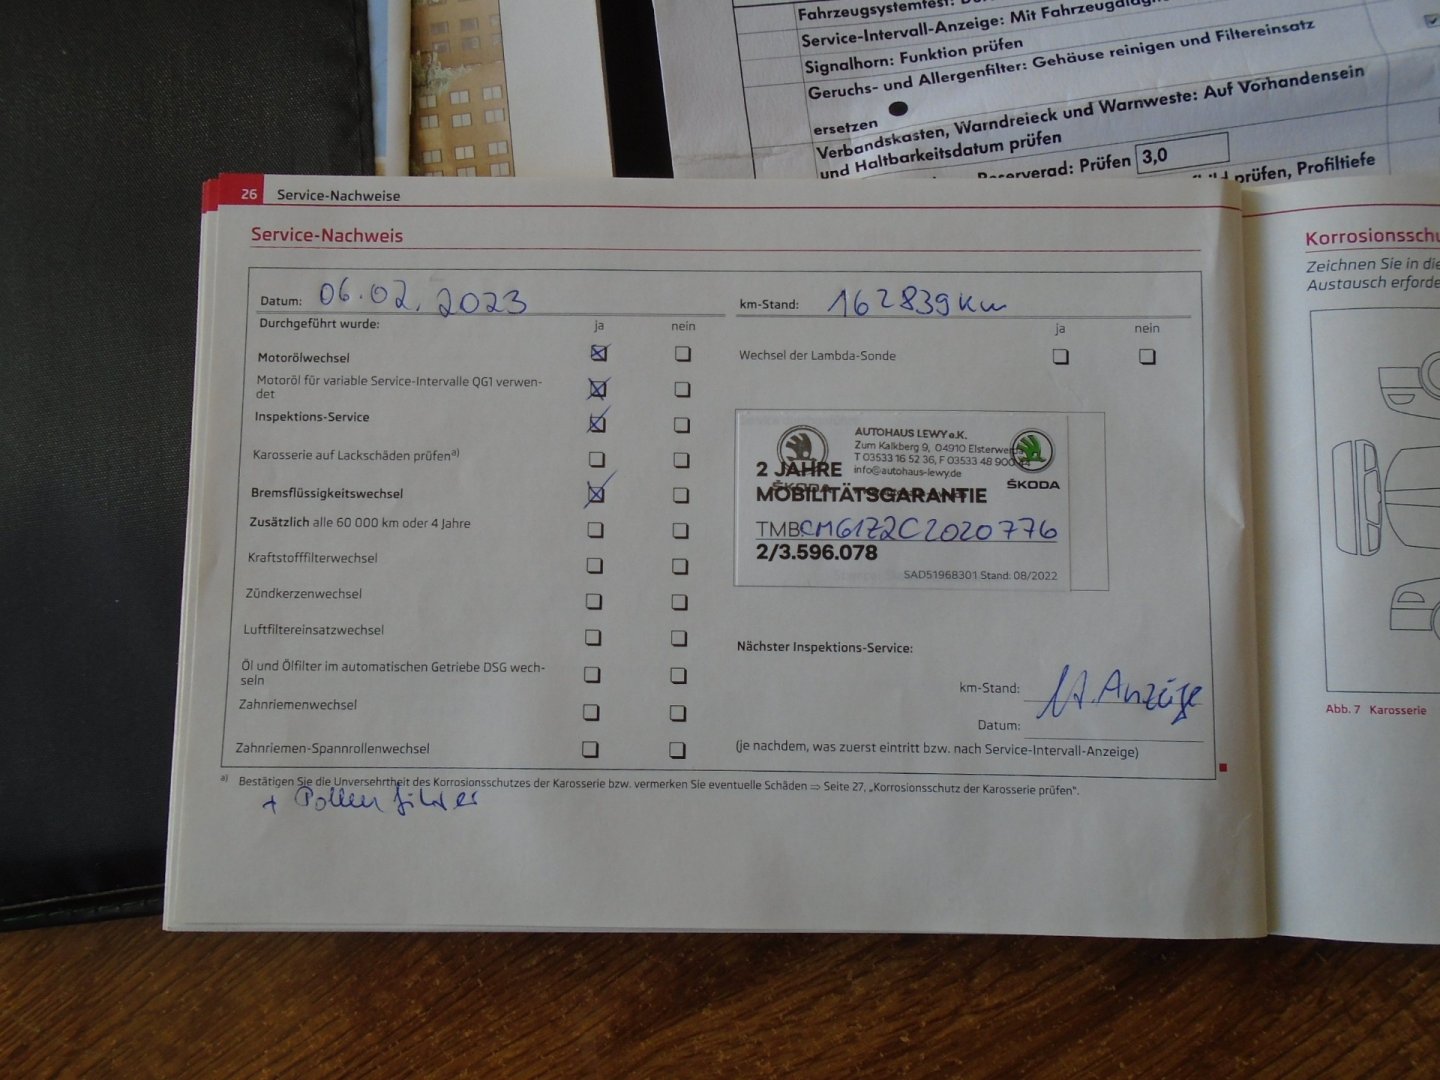 Fahrzeugsystemtest:
Service-Intervall-Anzeige: Mit
Signalhorn: Funktion prüfen
Geruchs- und Allergenfilter: Gehäuse reinigen und Filtereinsatz
ersetzen
Verbandskasten, Warndreieck und Warnweste: Auf Vorhandensein
und Haltbarkeitsdatum prüfen
Reserverad: Prüfen 3,0
prüfen, Profiltiefe
26 Service-Nachweise
Service-Nachweis
Datum: 06.02.2023
km-Stand: 162839 km
Durchgeführt wurde:
ja nein
ja nein
Motorölwechsel
Wechsel der Lambda-Sonde
Motoröl für variable Service-Intervalle QG1 verwen-
det
Inspektions-Service
Karosserie auf Lackschäden prüfen a)
Bremsflüssigkeitswechsel
Zusätzlich alle 60 000 km oder 4 Jahre
Kraftstofffilterwechsel
Zündkerzenwechsel
Luftfiltereinsatzwechsel
Öl und Ölfilter im automatischen Getriebe DSG wech-
seln
Zahnriemenwechsel
Zahnriemen-Spannrollenwechsel
AUTOHAUS LEWY e.K.
Zum Kalkberg 9, 04910
T 03533 16 52 36, F 03533 48 900
info@autohaus-lewy.de
ŠKODA
2 JAHRE
MOBILITÄTSGARANTIE
TMBCM61Z2C2020776
2/3.596.078
SAD51968301 Stand: 08/2022
Nächster Inspektions-Service:
km-Stand:
Anzeige
Datum:
(je nachdem, was zuerst eintritt bzw. nach Service-Intervall-Anzeige)
a) Bestätigen Sie die Unversehrtheit des Korrosionsschutzes der Karosserie bzw. vermerken Sie eventuelle Schäden ⇒ Seite 27, „Korrosionsschutz der Karosserie prüfen".
+ Pollenfilter
Zeichnen Sie in die
Austausch
Abb. 7 Karosserie